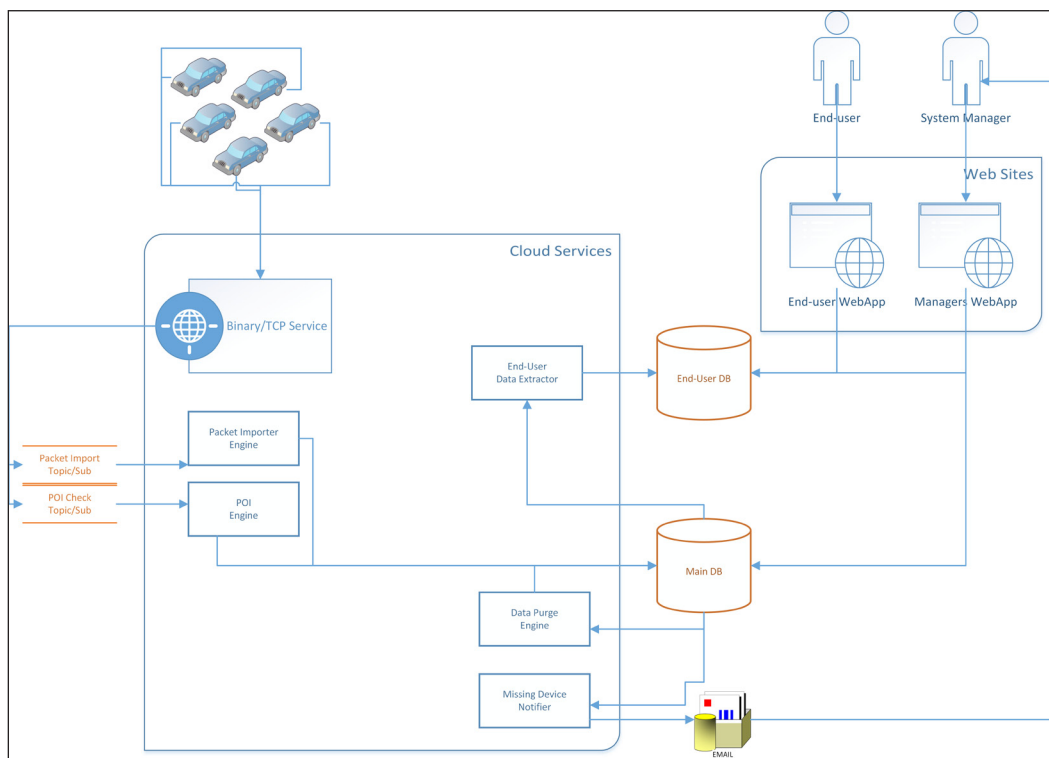 End-user
System Manager
Web Sites
End-user WebApp
Managers WebApp
Cloud Services
Binary/TCP Service
End-User
Data Extractor
End-User DB
Packet Importer
Engine
Packet Import
Topic/Sub
POI Check
Topic/Sub
POI
Engine
Main DB
Data Purge
Engine
Missing Device
Notifier
EMAIL